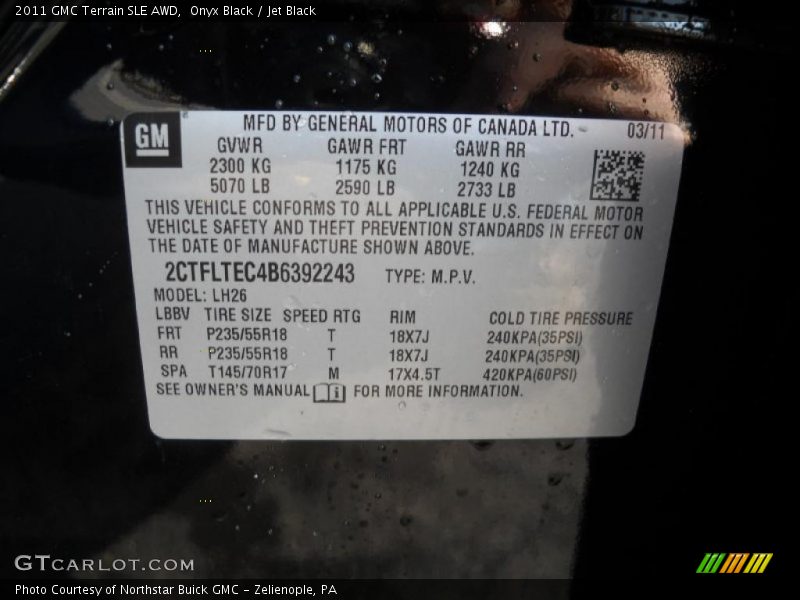 2011 GMC Terrain SLE AWD,  Onyx Black / Jet Black
GM
MFD BY GENERAL MOTORS OF CANADA LTD. 03/11
GVWR GAWR FRT GAWR RR
2300 KG 1175 KG 1240 KG
5070 LB 2590 LB 2733 LB
THIS VEHICLE CONFORMS TO ALL APPLICABLE U.S. FEDERAL MOTOR
VEHICLE SAFETY AND THEFT PREVENTION STANDARDS IN EFFECT ON
THE DATE OF MANUFACTURE SHOWN ABOVE.
2CTFLTEC4B6392243 TYPE: M.P.V.
MODEL: LH26
LBBV TIRE SIZE SPEED RTG RIM COLD TIRE PRESSURE
FRT P235/55R18 T 18X7J 240KPA(35PSI)
RR P235/55R18 T 18X7J 240KPA(35PSI)
SPA T145/70R17 M 17X4.5T 420KPA(60PSI)
SEE OWNER'S MANUAL i FOR MORE INFORMATION.
GTCARLOT.COM
Photo Courtesy of Northstar Buick GMC - Zelienople, PA